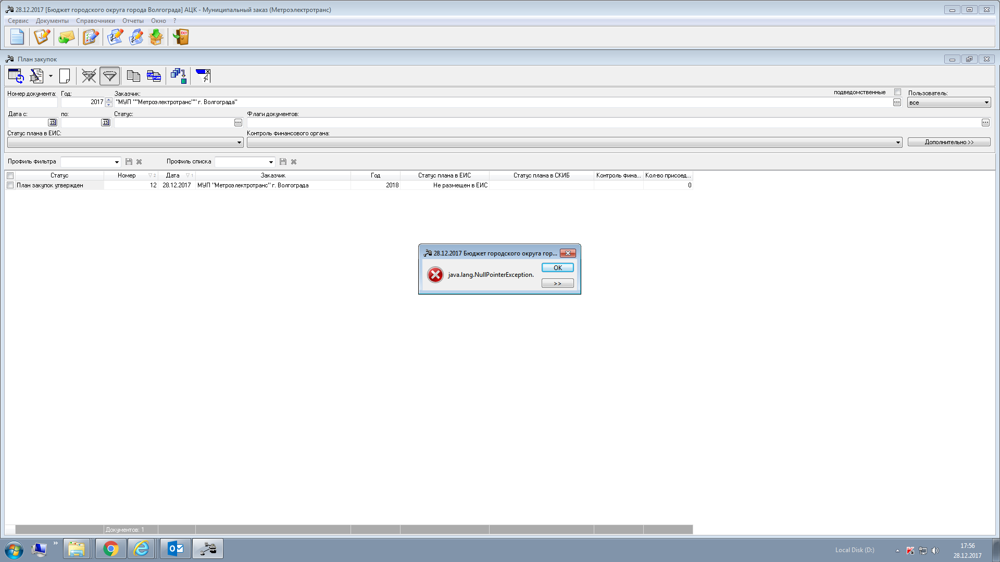 28.12.2017 [Бюджет городского округа города Волгограда] АЦК - Муниципальный заказ (Метроэлектротранс)
Сервис Документы Справочники Отчеты Окно ?
EXIT
План закупок
Номер документа: Год: Заказчик: подведомственные Пользователь:
2017 "МУП ""Метроэлектротранс"" г. Волгограда" ... все
Дата с: по: Статус: Флаги документов:
15 15 ... ...
Статус плана в ЕИС: Контроль финансового органа:
Дополнительно >>
Профиль фильтра Профиль списка
Статус Номер 2 Дата 1 Заказчик Год Статус плана в ЕИС Статус плана в СКИБ Контроль фина... Кол-во присоед...
План закупок утвержден 12 28.12.2017 МУП "Метроэлектротранс" г. Волгограда 2018 Не размещен в ЕИС 0
28.12.2017 Бюджет городского округа гор...
OK
java.lang.NullPointerException.
>>
Документов: 1
»
Local Disk (D:)
17:56
28.12.2017